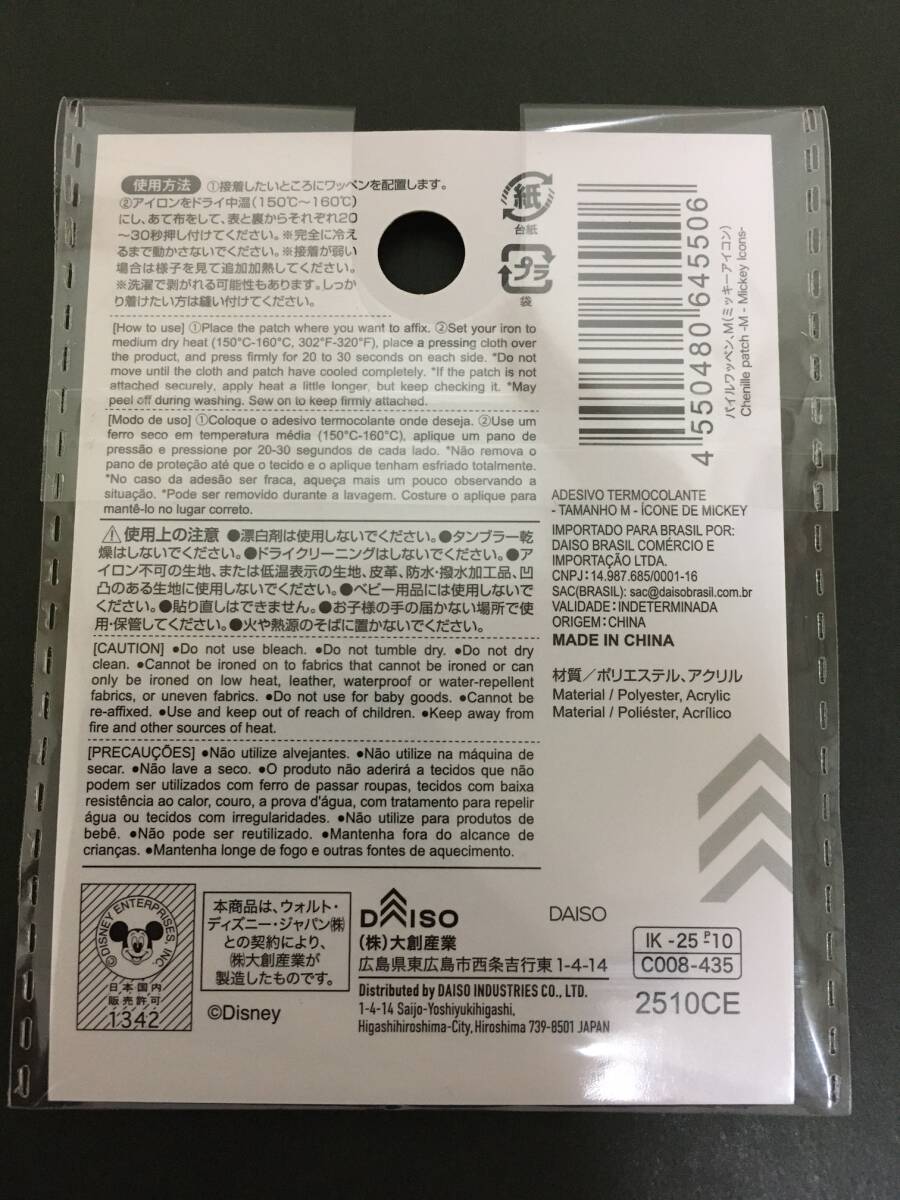 使用方法 ①接着したいところにワッペンを配置します。
②アイロンをドライ中温(150℃～160℃)
にし、あて布をして、表と裏からそれぞれ20
～30秒押し付けてください。※完全に冷え
るまで動かさないでください。※接着が弱い
場合は様子を見て追加加熱してください。
※洗濯で剥がれる可能性もあります。しっか
り着けたい方は縫い付けてください。
[How to use] ①Place the patch where you want to affix. ②Set your iron to
medium dry heat (150°C-160°C, 302°F-320°F), place a pressing cloth over
the product, and press firmly for 20 to 30 seconds on each side. *Do not
move until the cloth and patch have cooled completely. *If the patch is not
attached securely, apply heat a little longer, but keep checking it. *May
peel off during washing. Sew on to keep firmly attached.
[Modo de uso] ①Coloque o adesivo termocolante onde deseja. ②Use um
ferro seco em temperatura média (150°C-160°C), aplique um pano de
pressão e pressione por 20-30 segundos de cada lado. *Não remova o
pano de proteção até que o tecido e o aplique tenham esfriado totalmente.
*No caso da adesão ser fraca, aqueça mais um pouco observando a
situação. *Pode ser removido durante a lavagem. Costure o aplique para
mantê-lo no lugar correto.
⚠使用上の注意 ●漂白剤は使用しないでください。●タンブラー乾
燥はしないでください。●ドライクリーニングはしないでください。●ア
イロン不可の生地、または低温表示の生地、皮革、防水・撥水加工品、凹
凸のある生地に使用しないでください。●ベビー用品には使用しないで
ください。●貼り直しはできません。●お子様の手の届かない場所で使
用・保管してください。●火や熱源のそばに置かないでください。
[CAUTION] ●Do not use bleach. ●Do not tumble dry. ●Do not dry
clean. ●Cannot be ironed on to fabrics that cannot be ironed or can
only be ironed on low heat, leather, waterproof or water-repellent
fabrics, or uneven fabrics. ●Do not use for baby goods. ●Cannot be
re-affixed. ●Use and keep out of reach of children. ●Keep away from
fire and other sources of heat.
[PRECAUÇÕES] ●Não utilize alvejantes. ●Não utilize na máquina de
secar. ●Não lave a seco. ●O produto não aderirá a tecidos que não
podem ser utilizados com ferro de passar roupas, tecidos com baixa
resistência ao calor, couro, a prova d'água, com tratamento para repelir
água ou tecidos com irregularidades. ●Não utilize para produtos de
bebê. ●Não pode ser reutilizado. ●Mantenha fora do alcance de
crianças. ●Mantenha longe de fogo e outras fontes de aquecimento.
紙
台紙
プラ
袋
4 550480 645506
パイルワッペン、M(ミッキーアイコン)
Chenille patch -M - Mickey Icons-
ADESIVO TERMOCOLANTE
- TAMANHO M - ÍCONE DE MICKEY
IMPORTADO PARA BRASIL POR:
DAISO BRASIL COMÉRCIO E
IMPORTAÇÃO LTDA.
CNPJ: 14.987.685/0001-16
SAC(BRASIL): sac@daisobrasil.com.br
VALIDADE: INDETERMINADA
ORIGEM: CHINA
MADE IN CHINA
材質／ポリエステル、アクリル
Material / Polyester, Acrylic
Material / Poliéster, Acrílico
©DISNEY ENTERPRISES, INC.
日本国内
販売許可
1342
本商品は、ウォルト・
ディズニー・ジャパン㈱
との契約により、
㈱大創産業が
製造したものです。
©Disney
DAISO
(株)大創産業
広島県東広島市西条吉行東1-4-14
Distributed by DAISO INDUSTRIES CO., LTD.
1-4-14 Saijo-Yoshiyukihigashi,
Higashihiroshima-City, Hiroshima 739-8501 JAPAN
DAISO
IK -25 P10
C008-435
2510CE